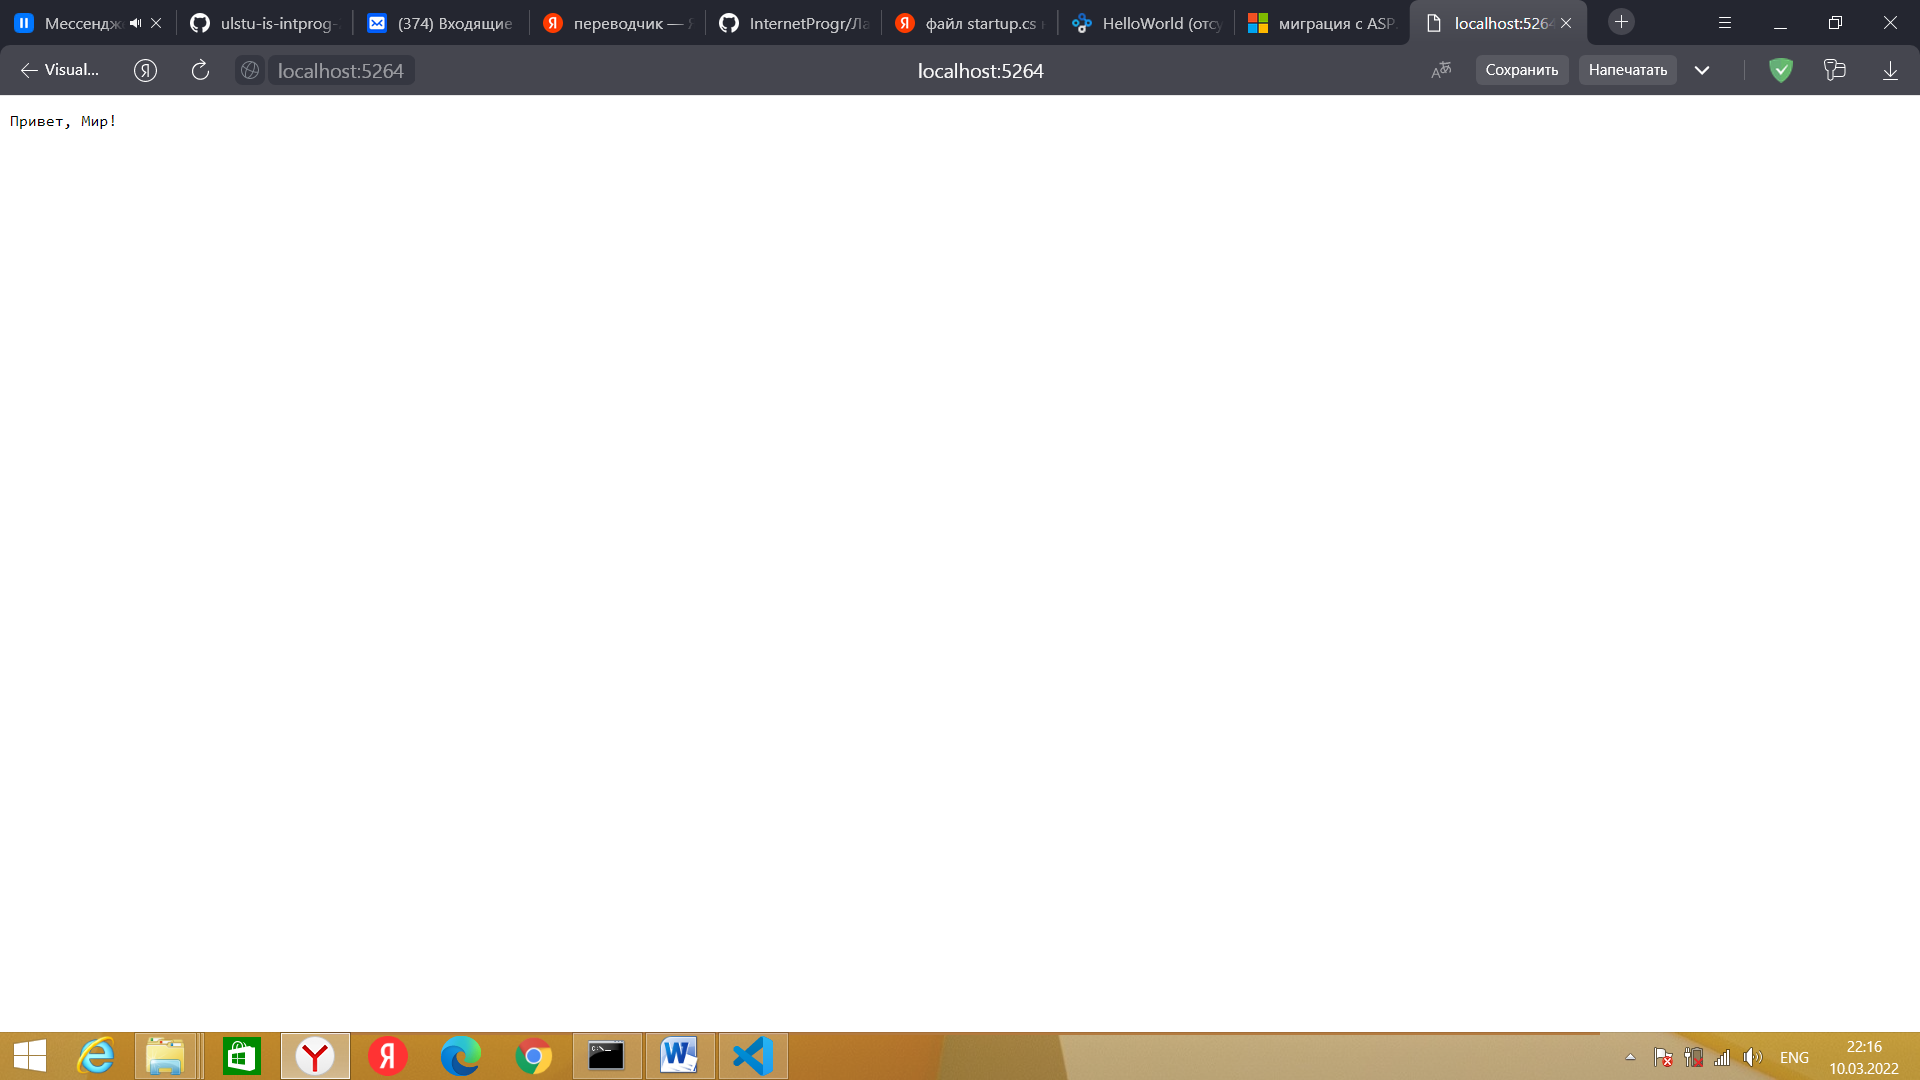 Мессендж
ulstu-is-intprog-
(374) Входящие
переводчик —
InternetProgr/Ла
файл startup.cs
HelloWorld (отсу
миграция с ASP.
localhost:5264
Visual...
localhost:5264
localhost:5264
Сохранить
Напечатать
Привет, Мир!
ENG
22:16
10.03.2022